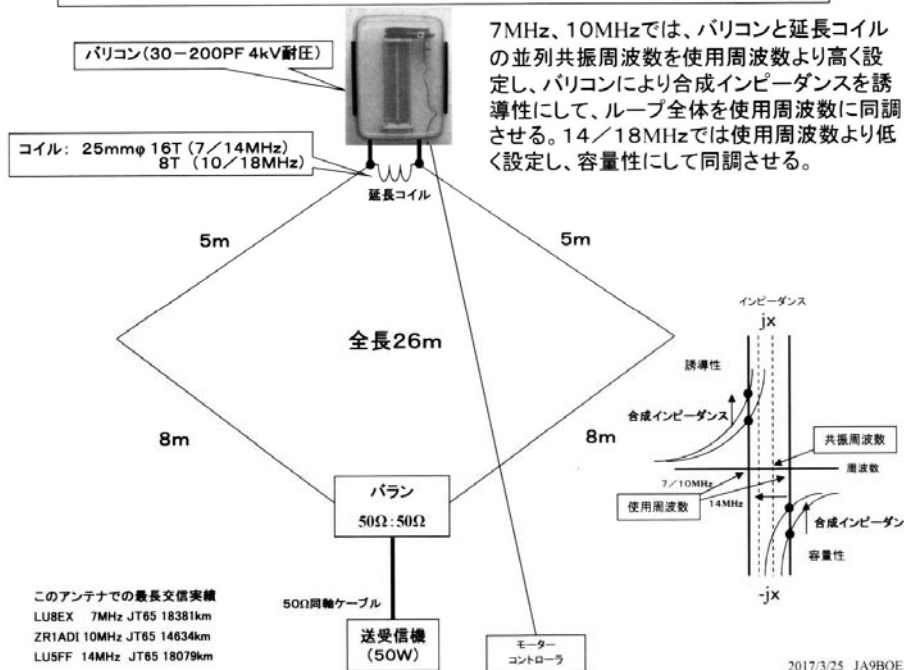 バリコン(30－200PF 4kV耐圧)
7MHz、10MHzでは、バリコンと延長コイル
の並列共振周波数を使用周波数より高く設
定し、バリコンにより合成インピーダンスを誘
導性にして、ループ全体を使用周波数に同調
させる。14／18MHzでは使用周波数より低
く設定し、容量性にして同調させる。
コイル： 25mmφ 16T (7／14MHz)
8T (10／18MHz)
延長コイル
5m
5m
全長26m
8m
8m
バラン
50Ω:50Ω
50Ω同軸ケーブル
送受信機
(50W)
モーター
コントローラ
インピーダンス
jx
誘導性
合成インピーダンス
共振周波数
周波数
7／10MHz
使用周波数
14MHz
合成インピーダン
容量性
-jx
このアンテナでの最長交信実績
LU8EX 7MHz JT65 18381km
ZR1ADI 10MHz JT65 14634km
LU5FF 14MHz JT65 18079km
2017/3/25 JA9BOE